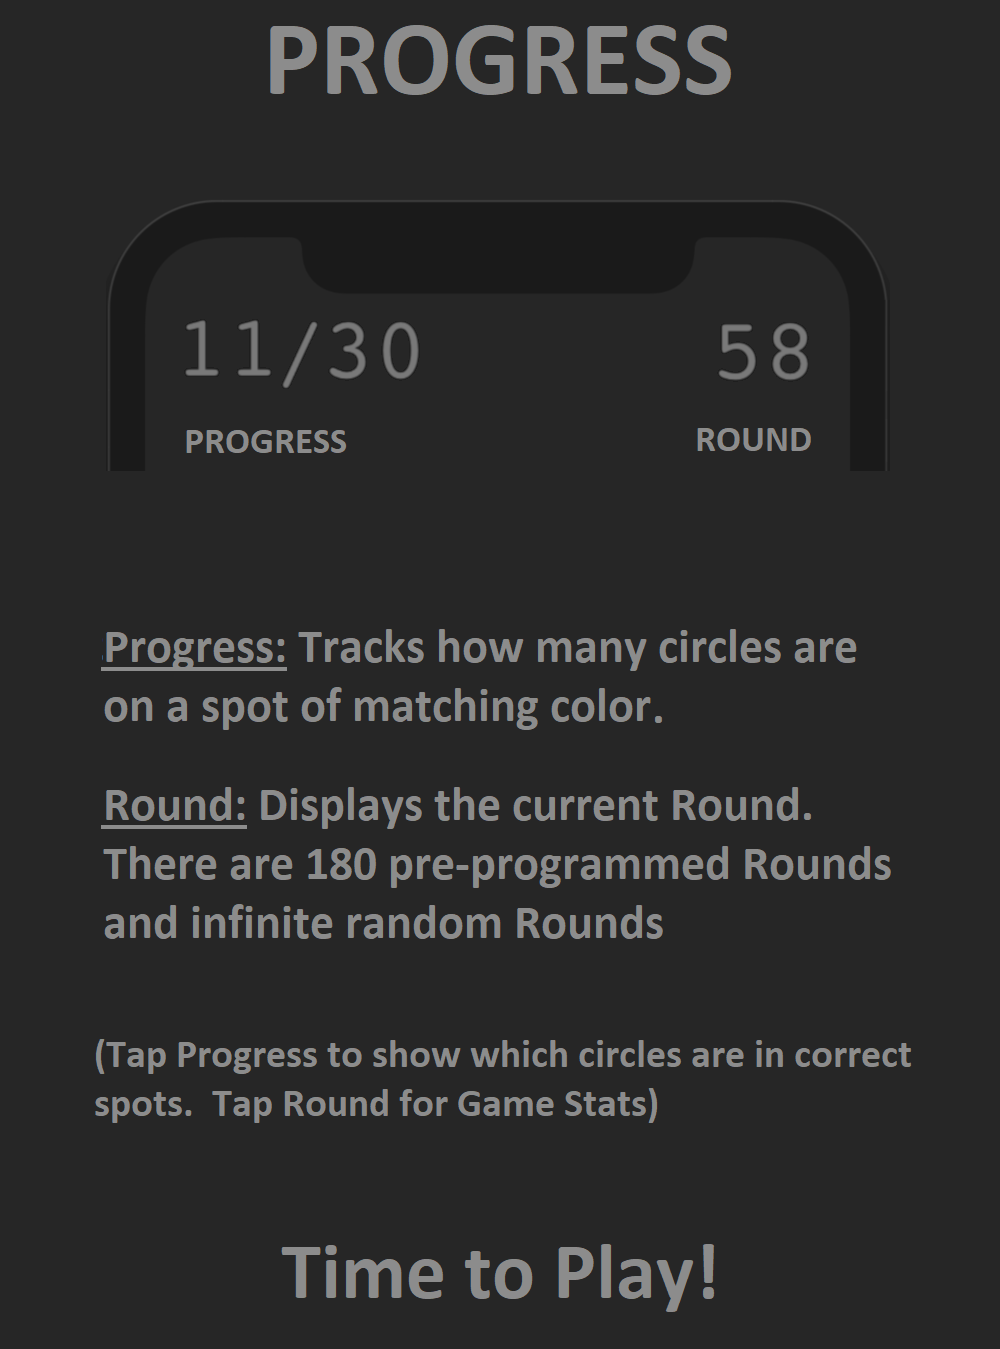 PROGRESS
11/30
58
PROGRESS
ROUND
Progress: Tracks how many circles are
on a spot of matching color.
Round: Displays the current Round.
There are 180 pre-programmed Rounds
and infinite random Rounds
(Tap Progress to show which circles are in correct
spots.  Tap Round for Game Stats)
Time to Play!